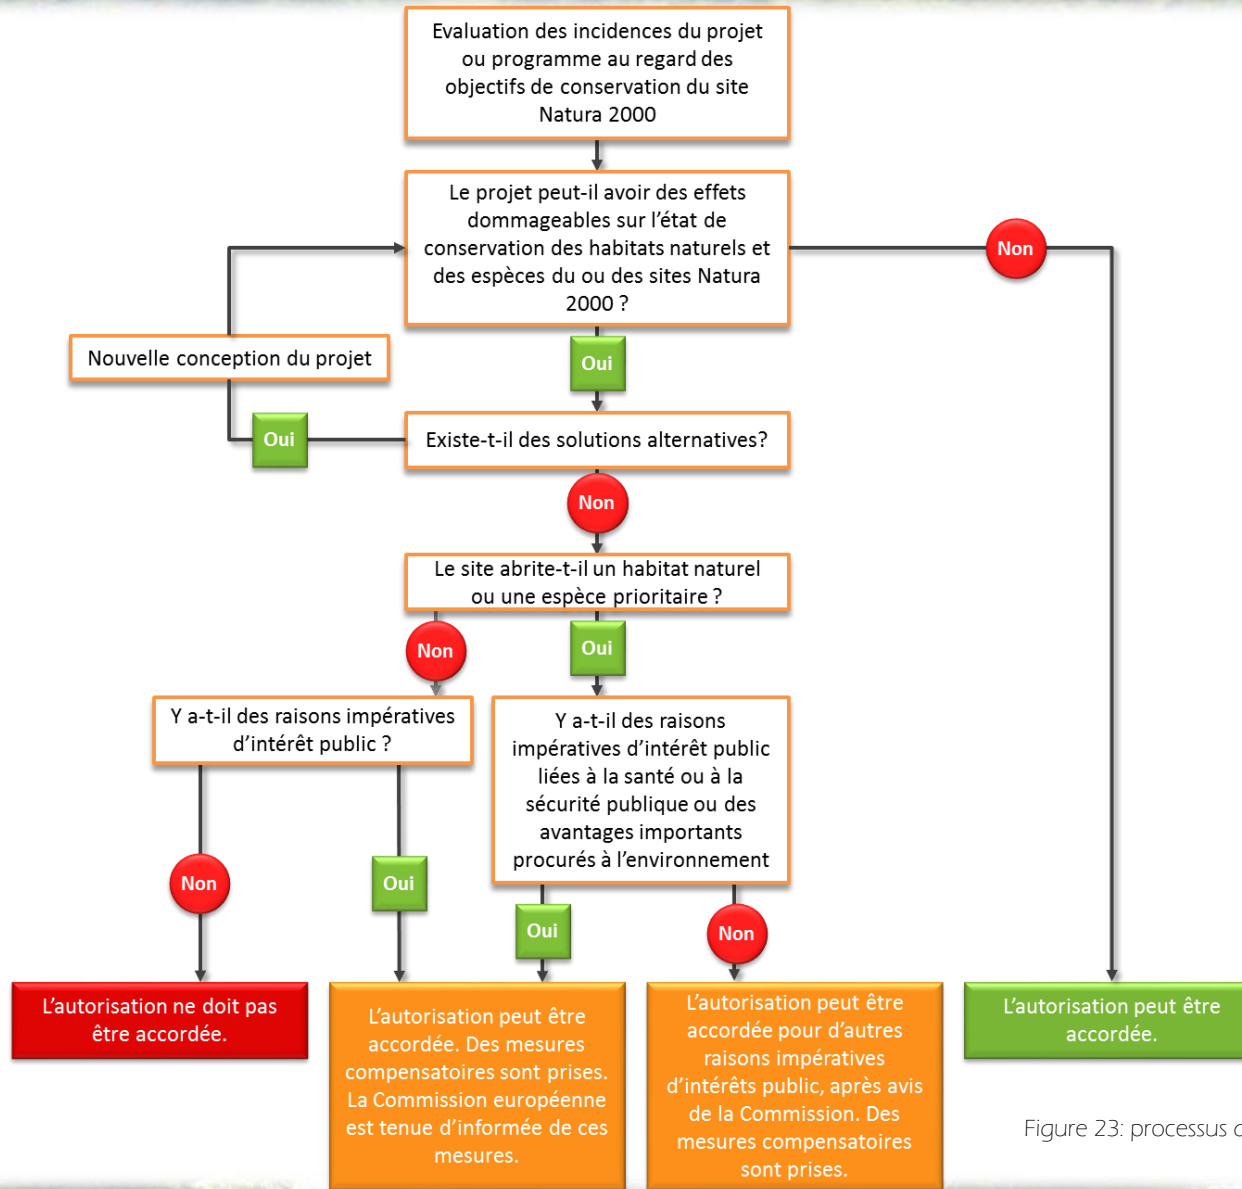 Evaluation des incidences du projet
ou programme au regard des
objectifs de conservation du site
Natura 2000
Le projet peut-il avoir des effets
dommageables sur l’état de
conservation des habitats naturels et
des espèces du ou des sites Natura
2000 ?
Non
Nouvelle conception du projet
Oui
Oui
Existe-t-il des solutions alternatives?
Non
Le site abrite-t-il un habitat naturel
ou une espèce prioritaire ?
Non
Oui
Y a-t-il des raisons impératives
d’intérêt public ?
Y a-t-il des raisons
impératives d’intérêt public
liées à la santé ou à la
sécurité publique ou des
avantages importants
procurés à l’environnement
Non
Oui
Oui
Non
L’autorisation ne doit pas
être accordée.
L’autorisation peut être
accordée. Des mesures
compensatoires sont prises.
La Commission européenne
est tenue d’informée de ces
mesures.
L’autorisation peut être
accordée pour d’autres
raisons impératives
d’intérêts public, après avis
de la Commission. Des
mesures compensatoires
sont prises.
L’autorisation peut être
accordée.
Figure 23: processus